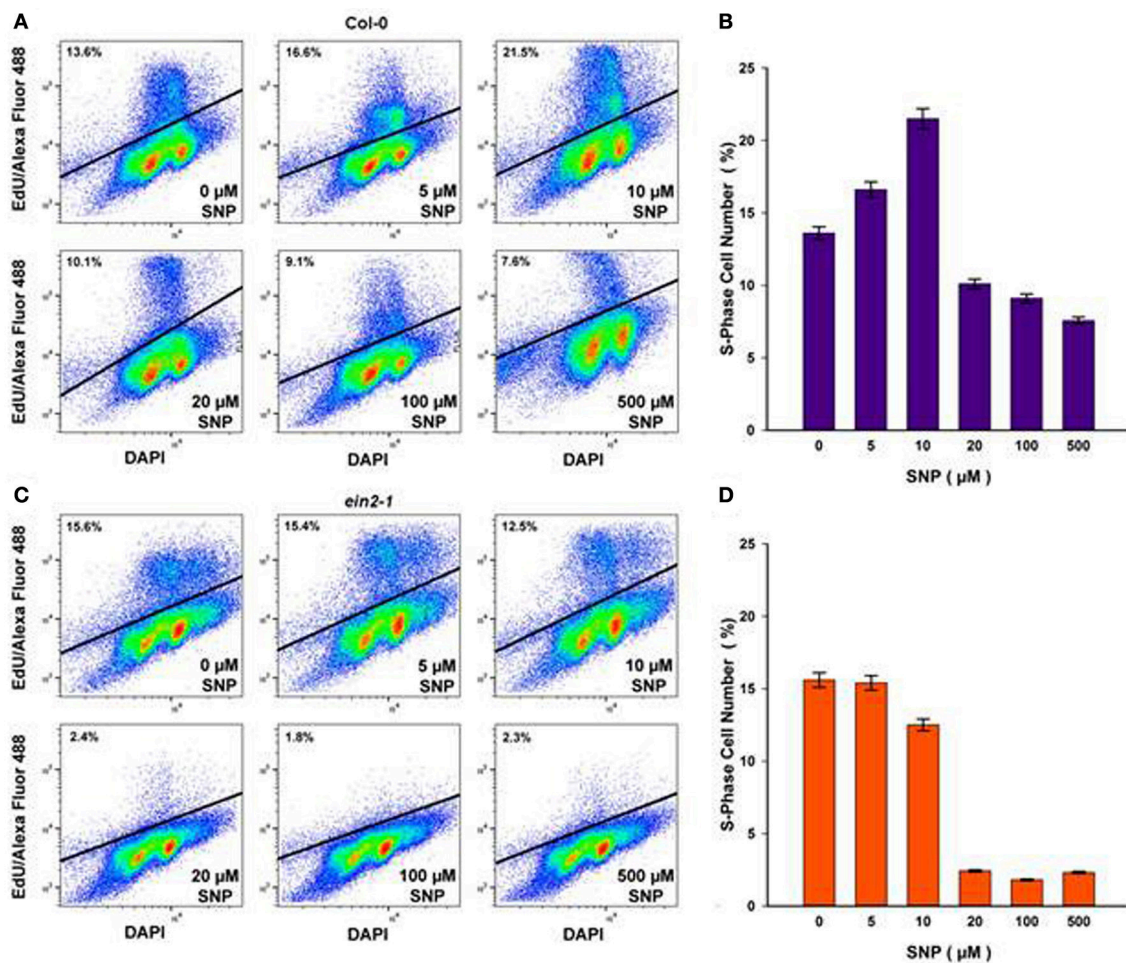 A
Col-0
B
13.6%
16.6%
21.5%
EdU/Alexa Fluor 488
0 µM
SNP
5 µM
SNP
10 µM
SNP
10.1%
9.1%
7.6%
EdU/Alexa Fluor 488
20 µM
SNP
100 µM
SNP
500 µM
SNP
DAPI
DAPI
DAPI
S-Phase Cell Number (%)
25
20
15
10
5
0
0 5 10 20 100 500
SNP ( µM )
C
ein2-1
D
15.6%
15.4%
12.5%
EdU/Alexa Fluor 488
0 µM
SNP
5 µM
SNP
10 µM
SNP
2.4%
1.8%
2.3%
EdU/Alexa Fluor 488
20 µM
SNP
100 µM
SNP
500 µM
SNP
DAPI
DAPI
DAPI
S-Phase Cell Number (%)
25
20
15
10
5
0
0 5 10 20 100 500
SNP ( µM )